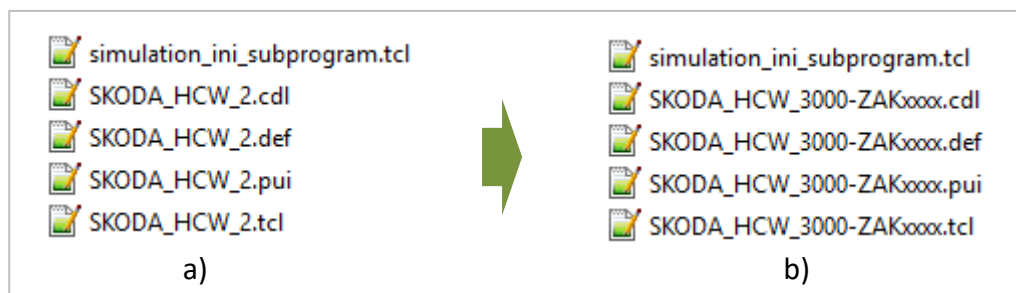 simulation_ini_subprogram.tcl
SKODA_HCW_2.cdl
SKODA_HCW_2.def
SKODA_HCW_2.pui
SKODA_HCW_2.tcl
a)
simulation_ini_subprogram.tcl
SKODA_HCW_3000-ZAKxxxx.cdl
SKODA_HCW_3000-ZAKxxxx.def
SKODA_HCW_3000-ZAKxxxx.pui
SKODA_HCW_3000-ZAKxxxx.tcl
b)